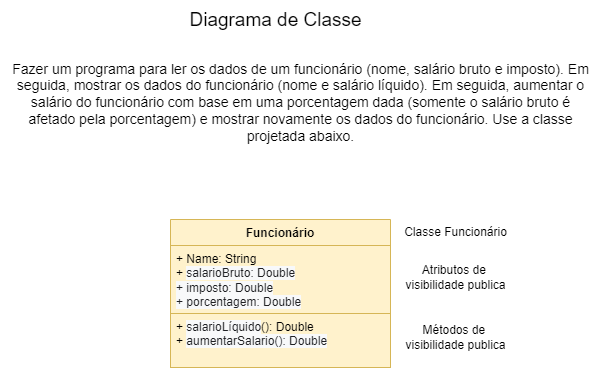 Diagrama de Classe
Fazer um programa para ler os dados de um funcionário (nome, salário bruto e imposto). Em
seguida, mostrar os dados do funcionário (nome e salário líquido). Em seguida, aumentar o
salário do funcionário com base em uma porcentagem dada (somente o salário bruto é
afetado pela porcentagem) e mostrar novamente os dados do funcionário. Use a classe
projetada abaixo.
Funcionário
Classe Funcionário
+ Name: String
+ salarioBruto: Double
+ imposto: Double
+ porcentagem: Double
Atributos de
visibilidade publica
+ salarioLíquido(): Double
+ aumentarSalario(): Double
Métodos de
visibilidade publica